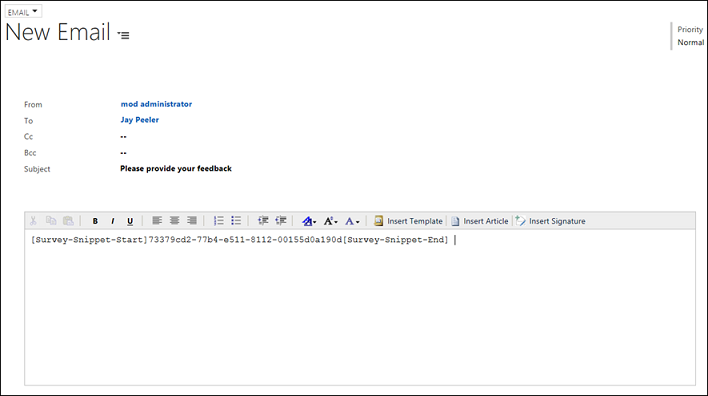 EMAIL
New Email
Priority
Normal
From mod administrator
To Jay Peeler
Cc --
Bcc --
Subject Please provide your feedback
B I U A A A Insert Template Insert Article Insert Signature
[Survey-Snippet-Start]73379cd2-77b4-e511-8112-00155d0a190d[Survey-Snippet-End]